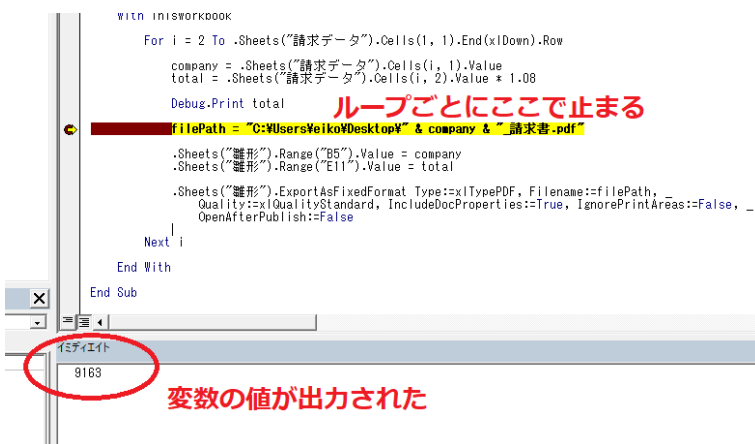 With ThisWorkbook
For i = 2 To .Sheets("請求データ").Cells(1, 1).End(xlDown).Row
company = .Sheets("請求データ").Cells(i, 1).Value
total = .Sheets("請求データ").Cells(i, 2).Value * 1.08
Debug.Print total
ループごとにここで止まる
filePath = "C:¥Users¥eiko¥Desktop¥" & company & "_請求書.pdf"
.Sheets("雛形").Range("B5").Value = company
.Sheets("雛形").Range("E11").Value = total
.Sheets("雛形").ExportAsFixedFormat Type:=xlTypePDF, Filename:=filePath, _
Quality:=xlQualityStandard, IncludeDocProperties:=True, IgnorePrintAreas:=False, _
OpenAfterPublish:=False
Next i
End With
End Sub
イミディエイト
9163
変数の値が出力された